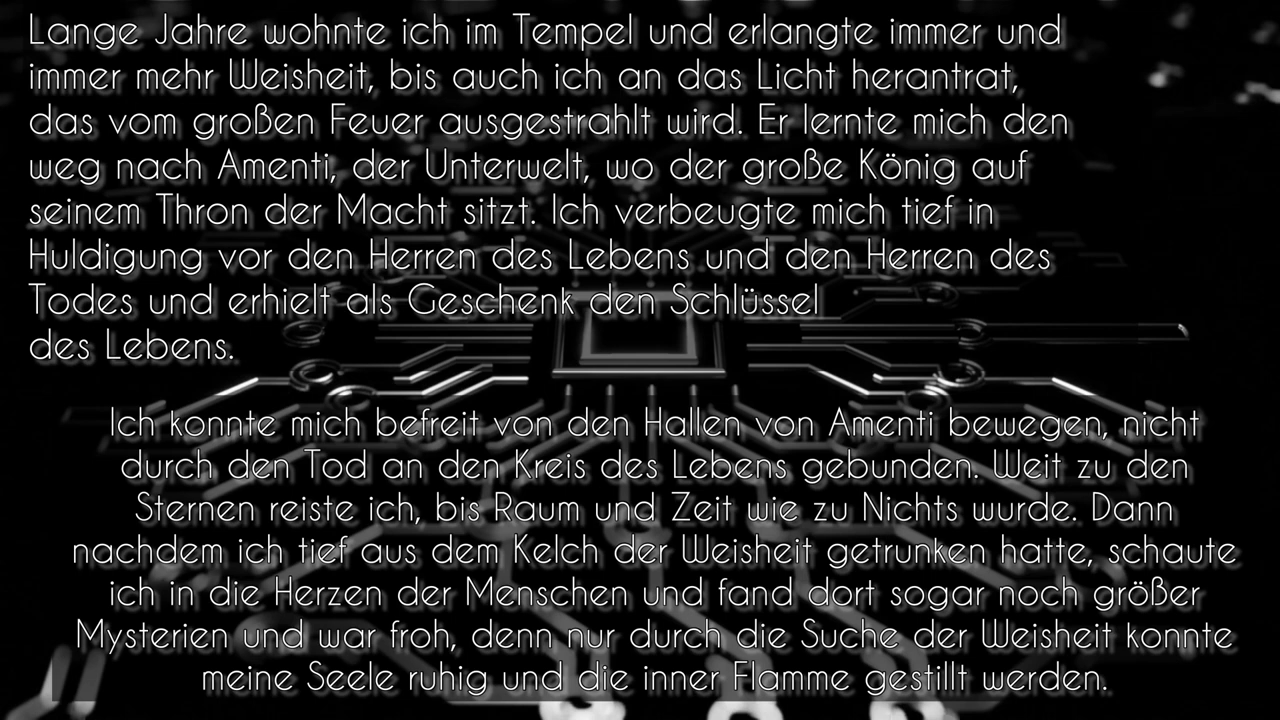 Lange Jahre wohnte ich im Tempel und erlangte immer und
immer mehr Weisheit, bis auch ich an das Licht herantrat,
das vom großen Feuer ausgestrahlt wird. Er lernte mich den
weg nach Amenti, der Unterwelt, wo der große König auf
seinem Thron der Macht sitzt. Ich verbeugte mich tief in
Huldigung vor den Herren des Lebens und den Herren des
Todes und erhielt als Geschenk den Schlüssel
des Lebens.
Ich konnte mich befreit von den Hallen von Amenti bewegen, nicht
durch den Tod an den Kreis des Lebens gebunden. Weit zu den
Sternen reiste ich, bis Raum und Zeit wie zu Nichts wurde. Dann
nachdem ich tief aus dem Kelch der Weisheit getrunken hatte, schaute
ich in die Herzen der Menschen und fand dort sogar noch größer
Mysterien und war froh, denn nur durch die Suche der Weisheit konnte
meine Seele ruhig und die inner Flamme gestillt werden.